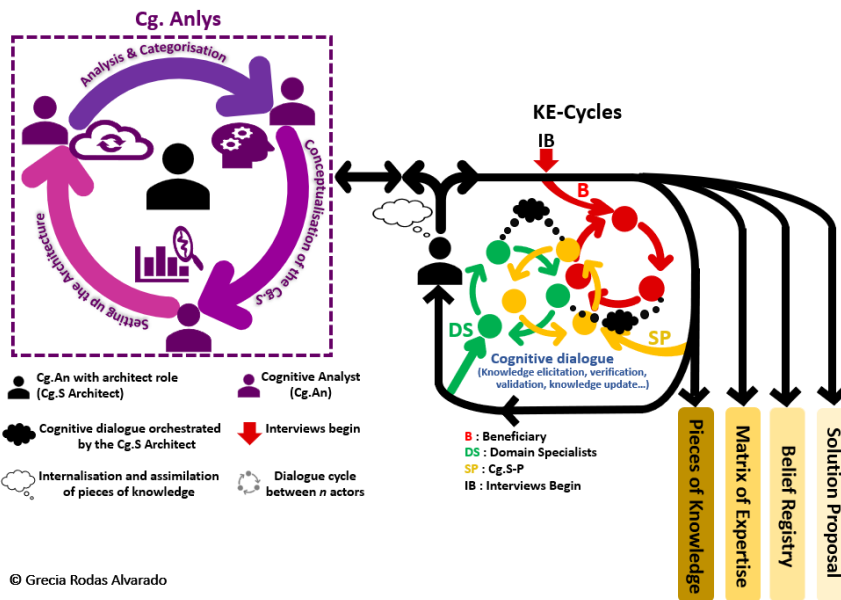 Cg. Anlys
Analysis & Categorisation
Conceptualisation of the Cg.S
Setting up the Architecture
KE-Cycles
IB
B
DS
SP
Cognitive dialogue
(Knowledge elicitation, verification,
validation, knowledge update...)
Cg.An with architect role
(Cg.S Architect)
Cognitive Analyst
(Cg.An)
Cognitive dialogue orchestrated
by the Cg.S Architect
Interviews begin
Internalisation and assimilation
of pieces of knowledge
Dialogue cycle
between n actors
B : Beneficiary
DS : Domain Specialists
SP : Cg.S-P
IB : Interviews Begin
Pieces of Knowledge
Matrix of Expertise
Belief Registry
Solution Proposal
© Grecia Rodas Alvarado